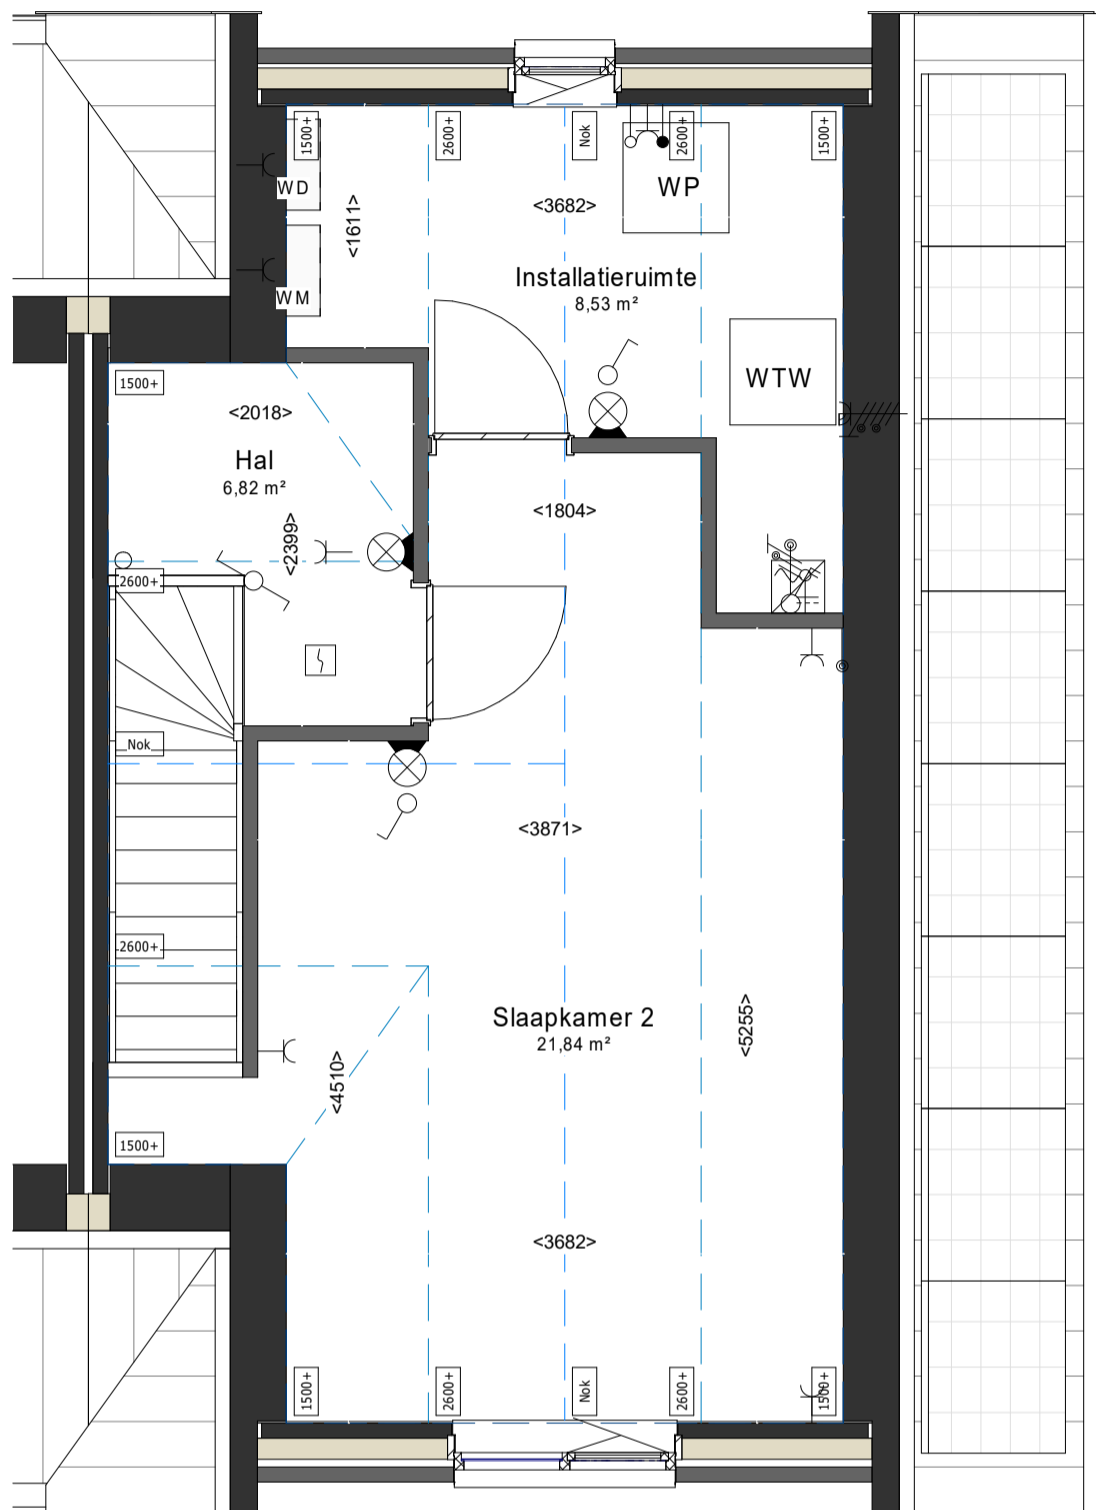 1500+
2600+
Nok
2600+
1500+
WD
WP
<3682>
<1611>
Installatieruimte
8,53 m²
WM
1500+
WTW
<2018>
Hal
6,82 m²
<1804>
<2399>
2600+
Nok
<3871>
2600+
Slaapkamer 2
21,84 m²
<5255>
<4510>
1500+
<3682>
1500+
2600+
Nok
2600+
1500+